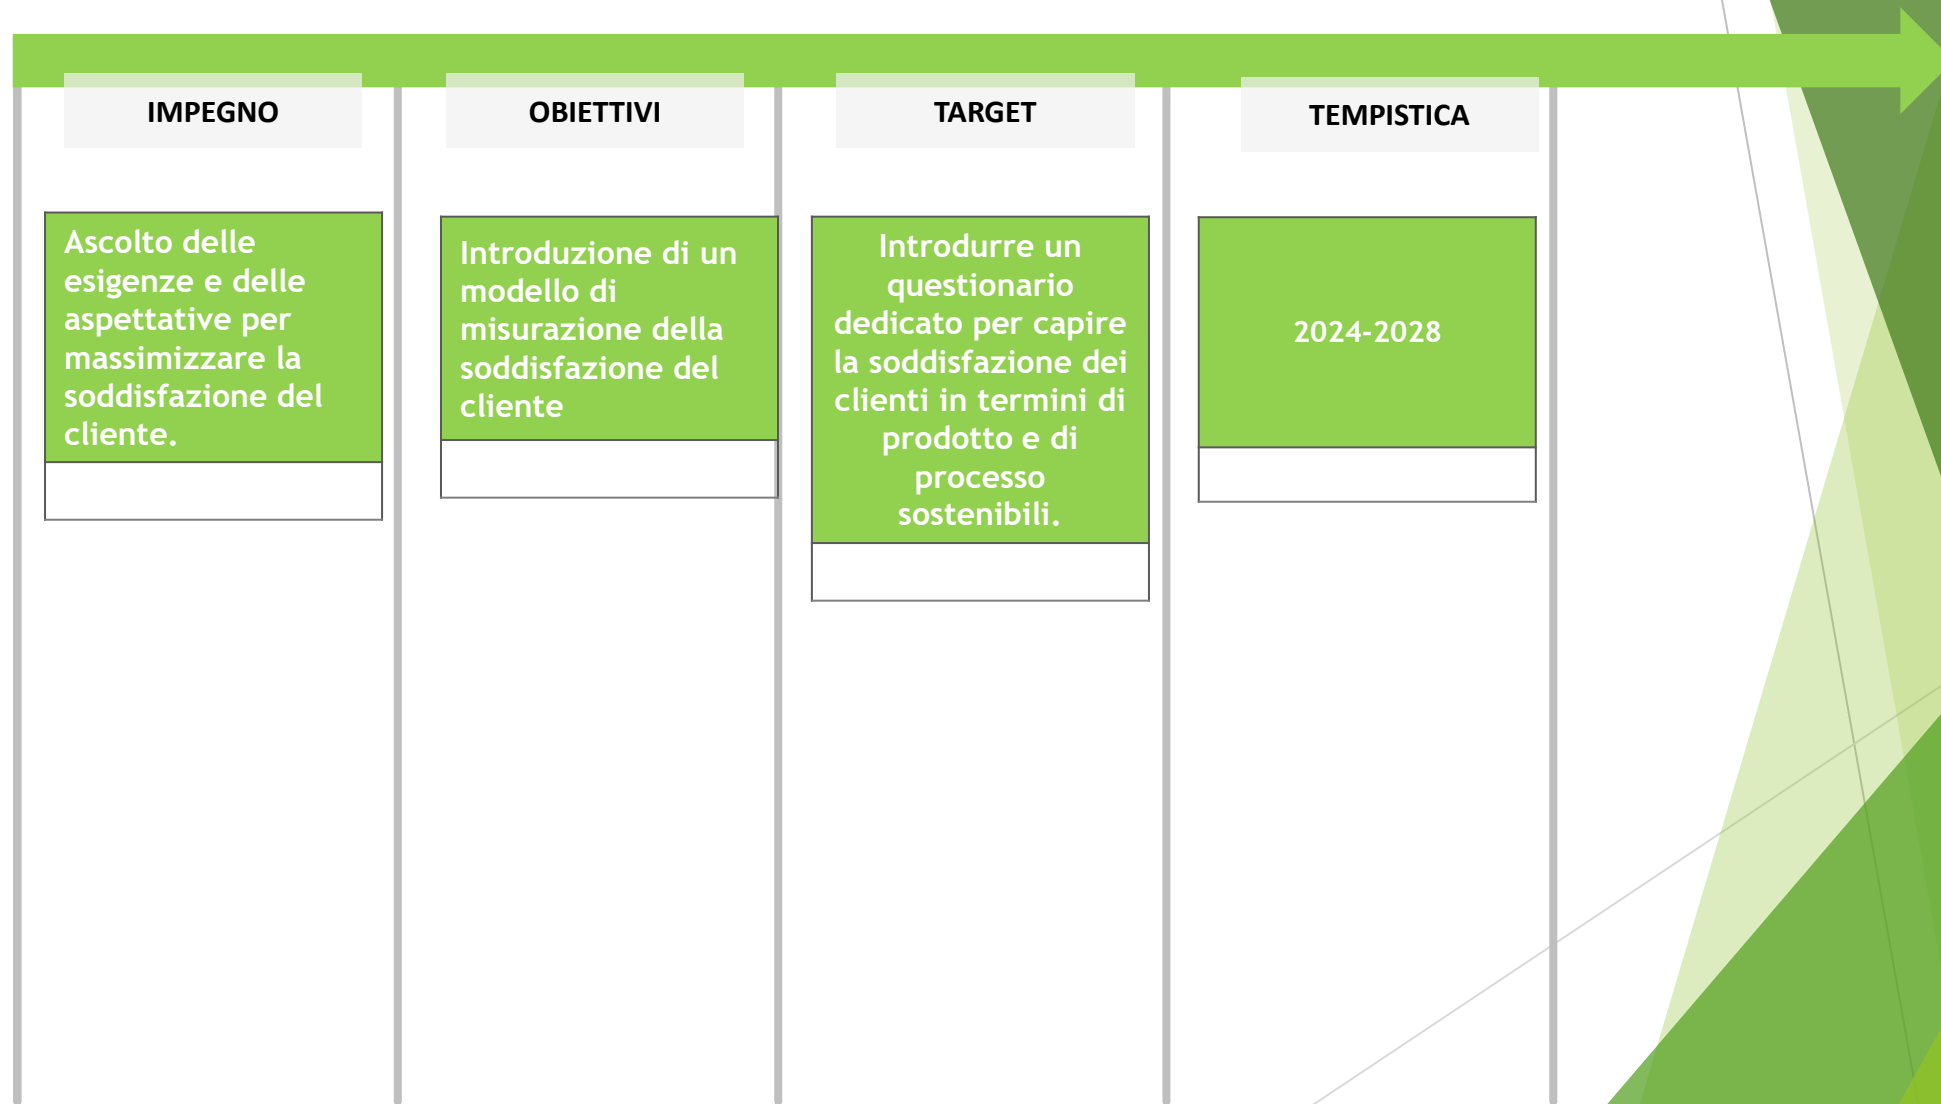 IMPEGNO
OBIETTIVI
TARGET
TEMPISTICA
Ascolto delle
esigenze e delle
aspettative per
massimizzare la
soddisfazione del
cliente.
Introduzione di un
modello di
misurazione della
soddisfazione del
cliente
Introdurre un
questionario
dedicato per capire
la soddisfazione dei
clienti in termini di
prodotto e di
processo
sostenibili.
2024-2028